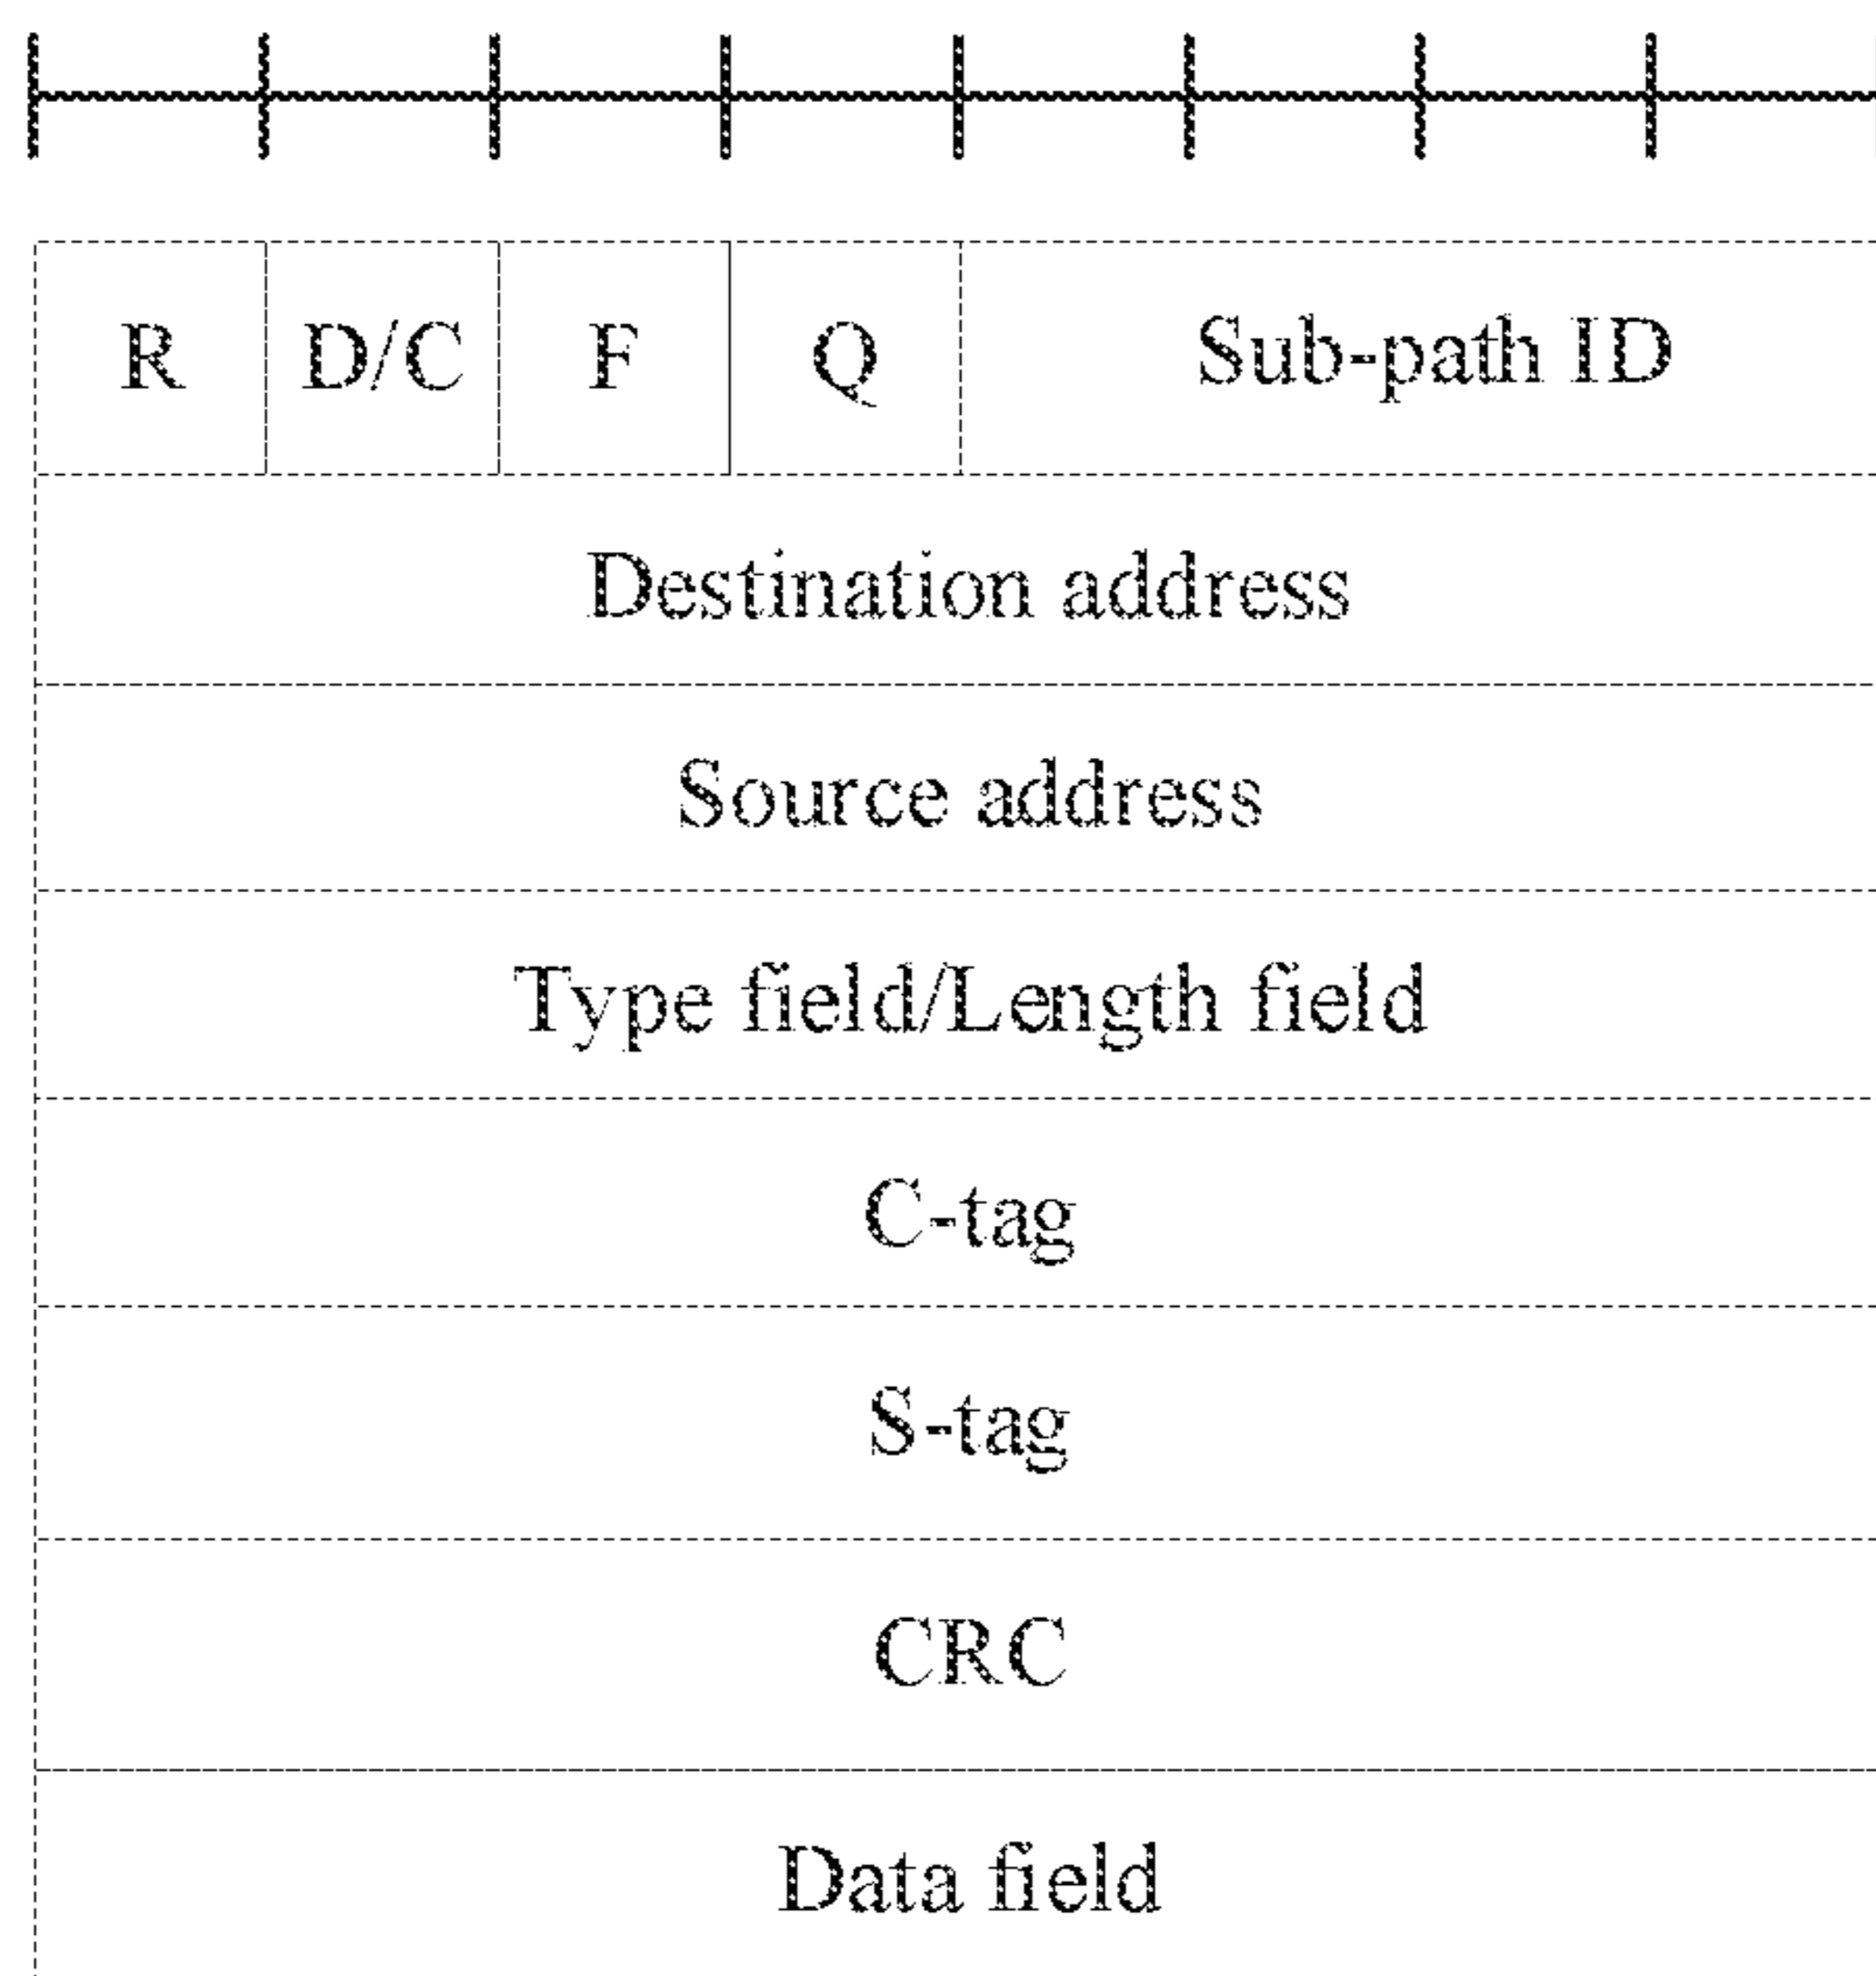 R D/C F Q Sub-path ID
Destination address
Source address
Type field/Length field
C-tag
S-tag
CRC
Data field